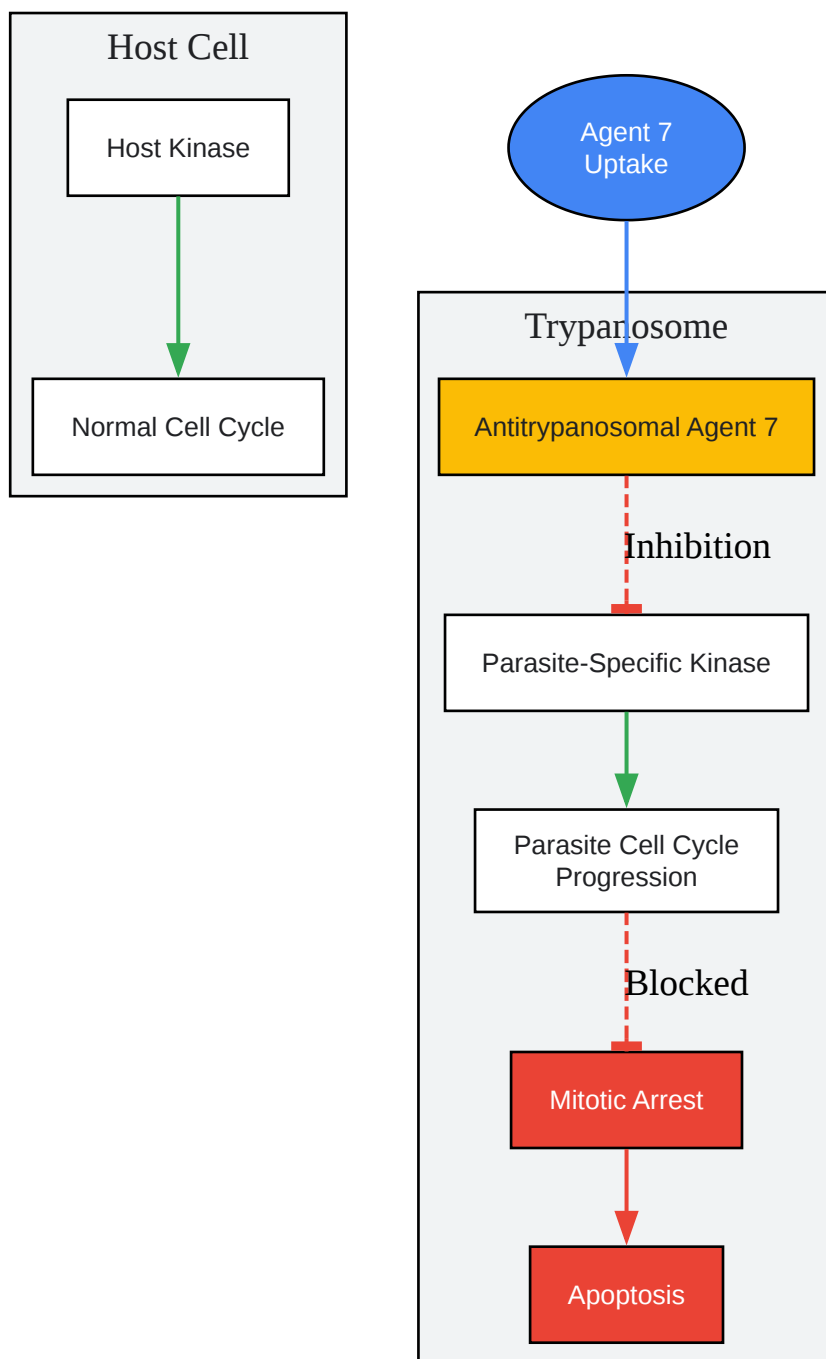 Host Cell
Host Kinase
Normal Cell Cycle
Agent 7
Uptake
Trypanosome
Antitrypanosomal Agent 7
Inhibition
Parasite-Specific Kinase
Parasite Cell Cycle
Progression
Blocked
Mitotic Arrest
Apoptosis